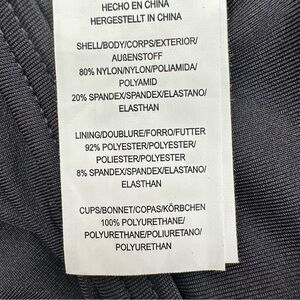 HECHO EN CHINA
HERGESTELLT IN CHINA
SHELL/BODY/CORPS/EXTERIOR/
AUßENSTOFF
80% NYLON/NYLON/POLIAMIDA/
POLYAMID
20% SPANDEX/SPANDEX/ELASTANO/
ELASTHAN
LINING/DOUBLURE/FORRO/FUTTER
92% POLYESTER/POLYESTER/
POLIESTER/POLYESTER
8% SPANDEX/SPANDEX/ELASTANO/
ELASTHAN
CUPS/BONNET/COPAS/KÖRBCHEN
100% POLYURETHANE/
POLYURETHANE/POLIURETANO/
POLYURETHAN